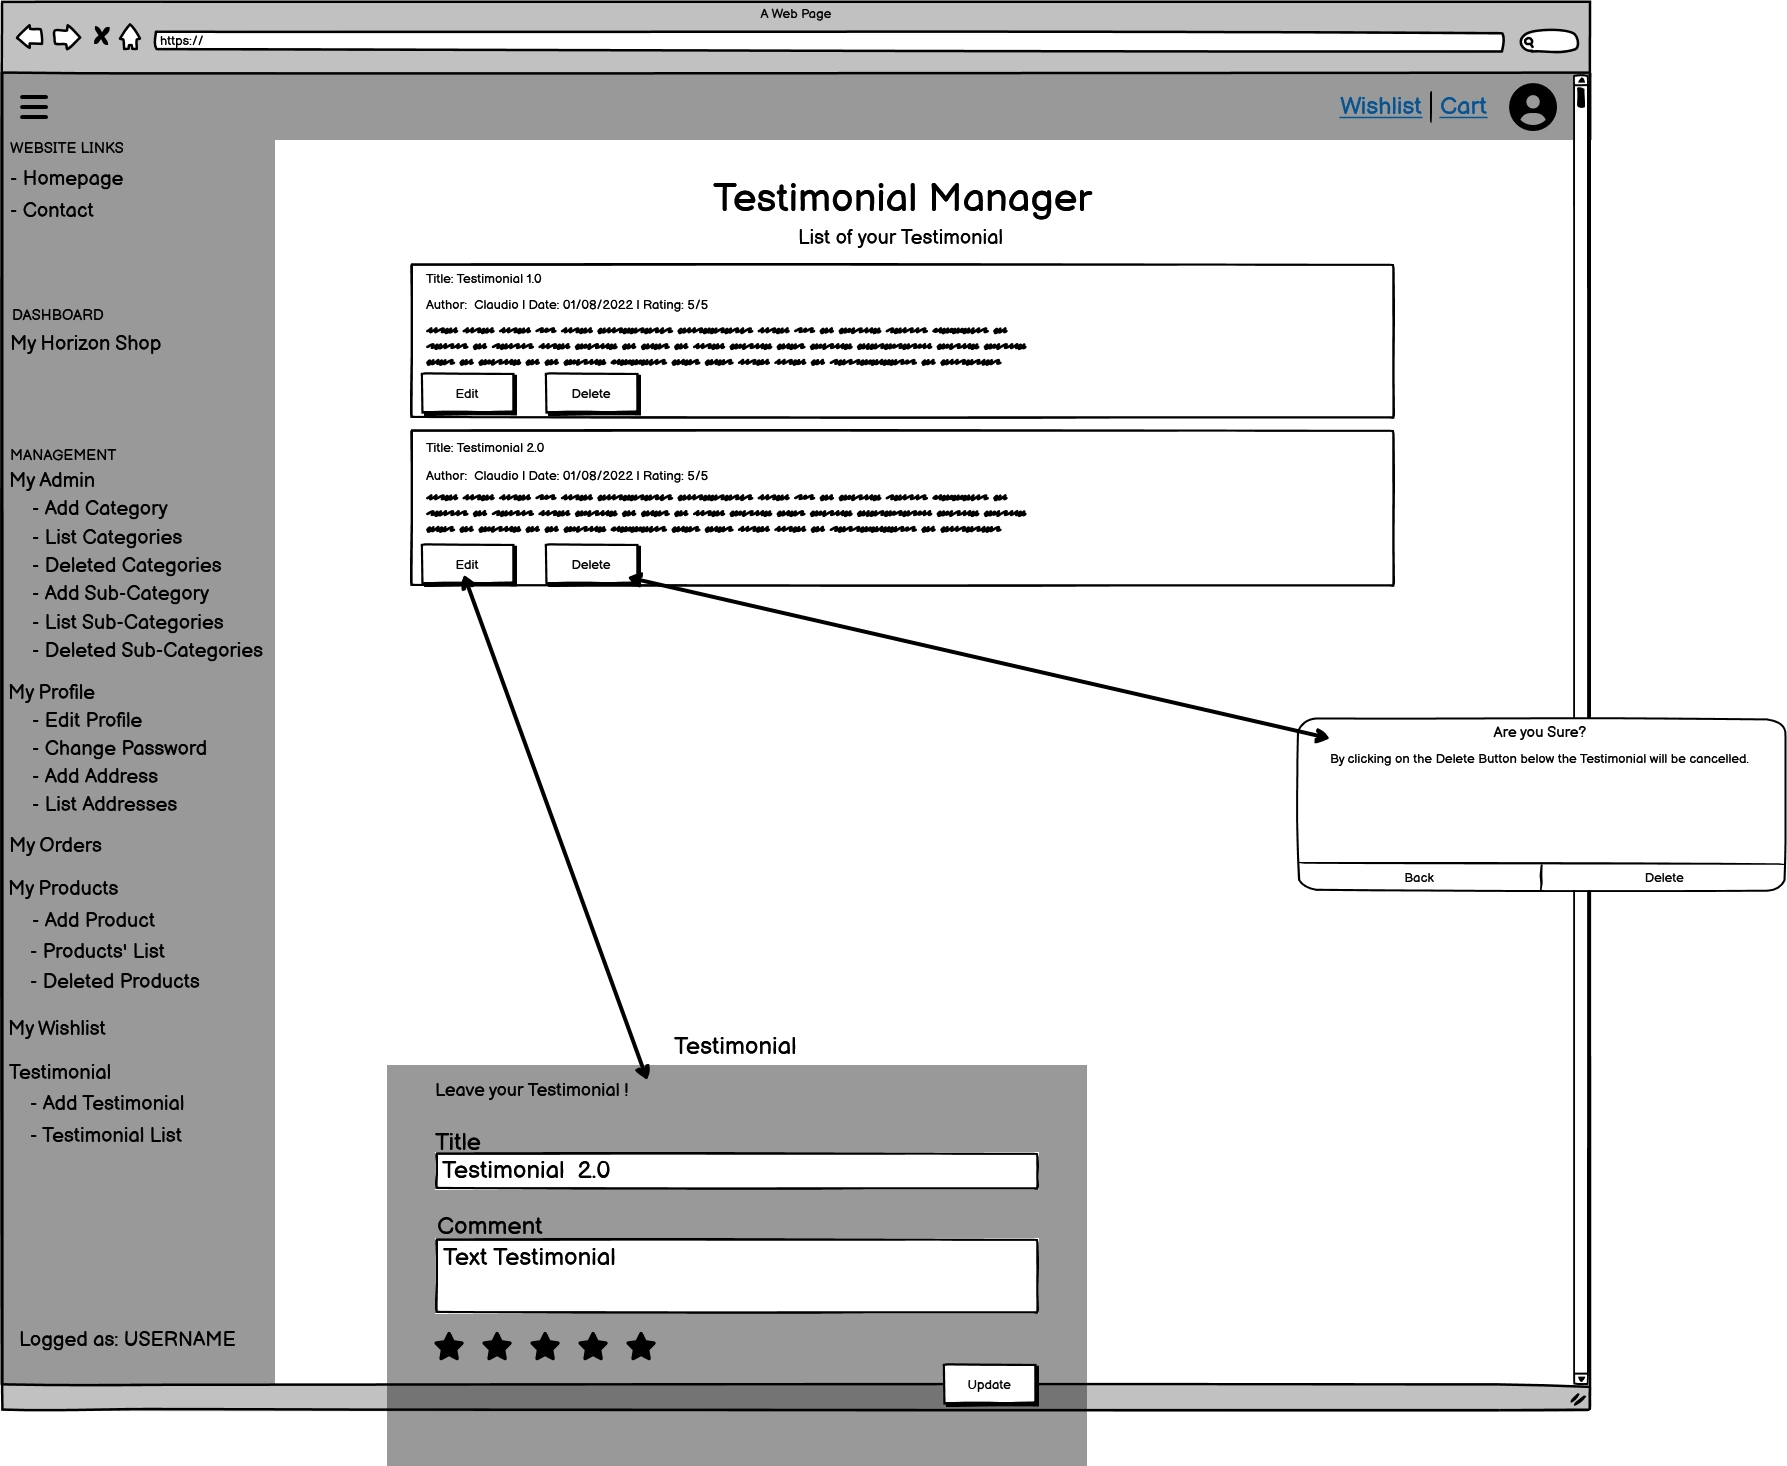 A Web Page
https://
Wishlist | Cart
WEBSITE LINKS
- Homepage
- Contact
DASHBOARD
My Horizon Shop
MANAGEMENT
My Admin
- Add Category
- List Categories
- Deleted Categories
- Add Sub-Category
- List Sub-Categories
- Deleted Sub-Categories
My Profile
- Edit Profile
- Change Password
- Add Address
- List Addresses
My Orders
My Products
- Add Product
- Products' List
- Deleted Products
My Wishlist
Testimonial
- Add Testimonial
- Testimonial List
Logged as: USERNAME
Testimonial Manager
List of your Testimonial
Title: Testimonial 1.0
Author:  Claudio | Date: 01/08/2022 | Rating: 5/5
Edit
Delete
Title: Testimonial 2.0
Author:  Claudio | Date: 01/08/2022 | Rating: 5/5
Edit
Delete
Are you Sure?
By clicking on the Delete Button below the Testimonial will be cancelled.
Back
Delete
Testimonial
Leave your Testimonial !
Title
Testimonial  2.0
Comment
Text Testimonial
Update